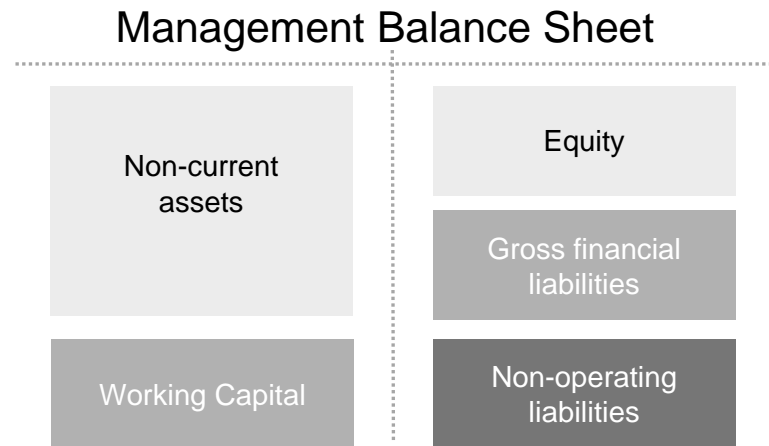 Management Balance Sheet
Non-current
assets
Working Capital
Equity
Gross financial
liabilities
Non-operating
liabilities